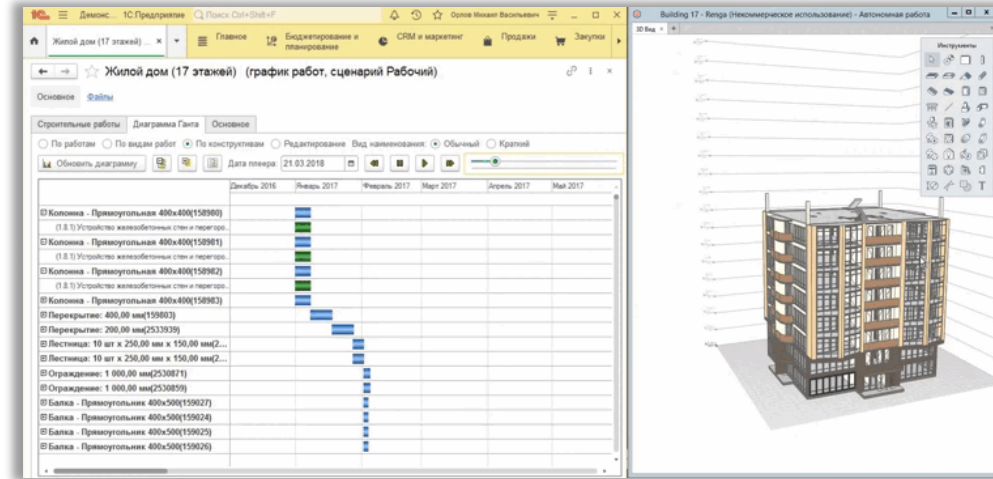 Демонс... 1С:Предприятие
Поиск Ctrl+Shift+F
Орлов Михаил Васильевич
Жилой дом (17 этажей) ...
Главное
Бюджетирование и планирование
CRM и маркетинг
Продажи
Закупки
Жилой дом (17 этажей) (график работ, сценарий Рабочий)
Основное Файлы
Строительные работы Диаграмма Ганта Основное
По работам По видам работ По конструктивам Редактирование Вид наименования: Обычный Краткий
Обновить диаграмму Дата плеера: 21.03.2018
Декабрь 2016 Январь 2017 Февраль 2017 Март 2017 Апрель 2017 Май 2017
Колонна - Прямоугольная 400х400(158980)
(1.8.1) Устройство железобетонных стен и перегоро...
Колонна - Прямоугольная 400х400(158981)
(1.8.1) Устройство железобетонных стен и перегоро...
Колонна - Прямоугольная 400х400(158982)
(1.8.1) Устройство железобетонных стен и перегоро...
Колонна - Прямоугольная 400х400(158983)
Перекрытие: 400,00 мм(159803)
Перекрытие: 200,00 мм(2533939)
Лестница: 10 шт х 250,00 мм х 150,00 мм(2...
Лестница: 10 шт х 250,00 мм х 150,00 мм(2...
Ограждение: 1 000,00 мм(2530871)
Ограждение: 1 000,00 мм(2530859)
Балка - Прямоугольник 400х500(159027)
Балка - Прямоугольник 400х500(159024)
Балка - Прямоугольник 400х500(159025)
Балка - Прямоугольник 400х500(159026)
Building 17 - Renga (Некоммерческое использование) - Автономная работа
3D Вид
Инструменты